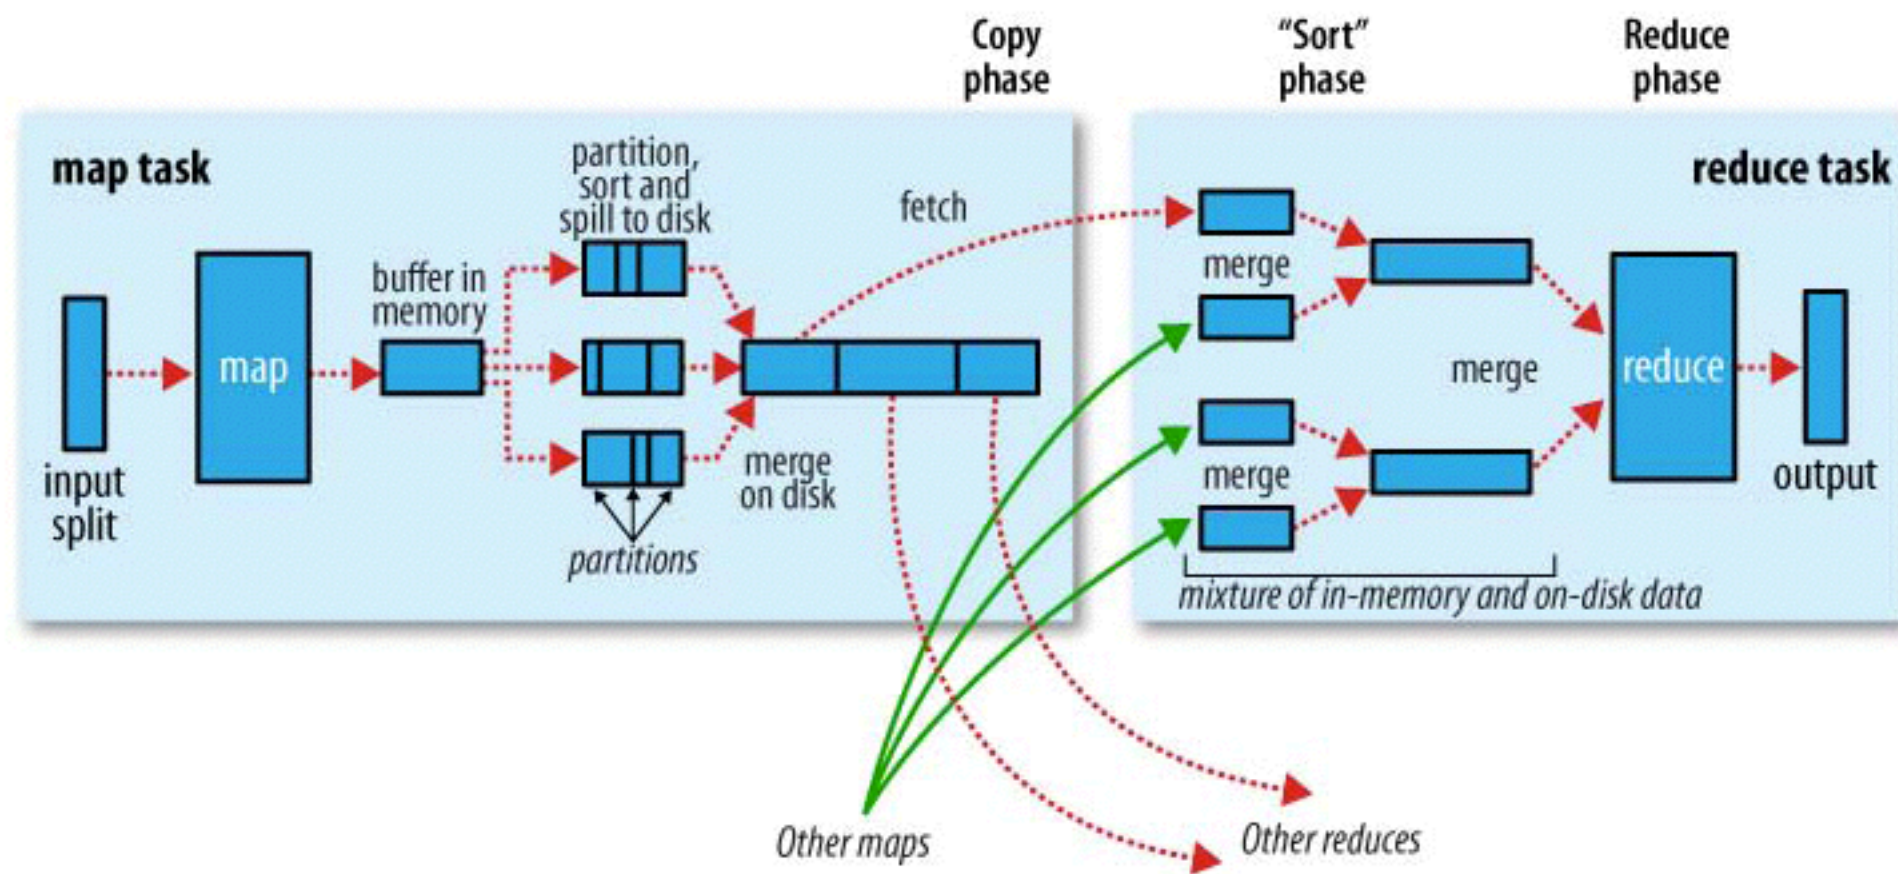 Copy
phase
“Sort”
phase
Reduce
phase
map task
partition,
sort and
spill to disk
fetch
reduce task
buffer in
memory
merge
map
merge
reduce
input
split
merge
on disk
merge
output
partitions
mixture of in-memory and on-disk data
Other maps
Other reduces